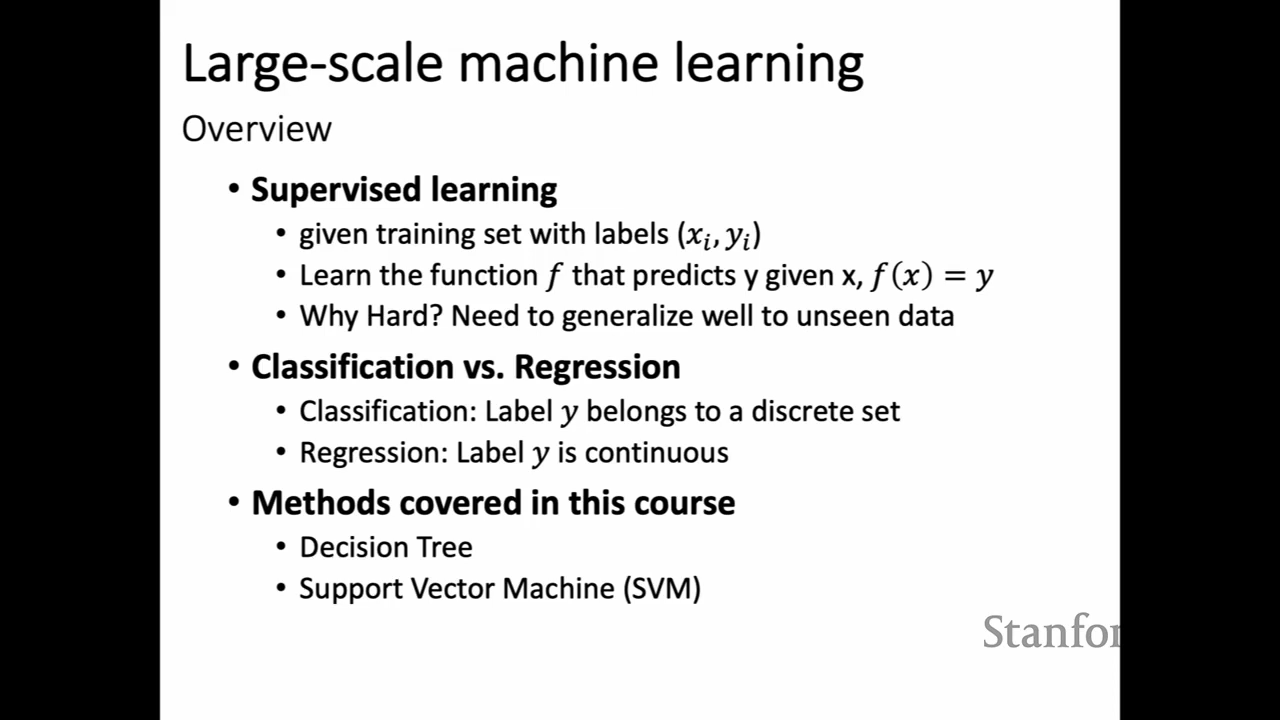 Large-scale machine learning
Overview
• Supervised learning
• given training set with labels (xᵢ, yᵢ)
• Learn the function f that predicts y given x, f(x) = y
• Why Hard? Need to generalize well to unseen data
• Classification vs. Regression
• Classification: Label y belongs to a discrete set
• Regression: Label y is continuous
• Methods covered in this course
• Decision Tree
• Support Vector Machine (SVM)
Stanfor